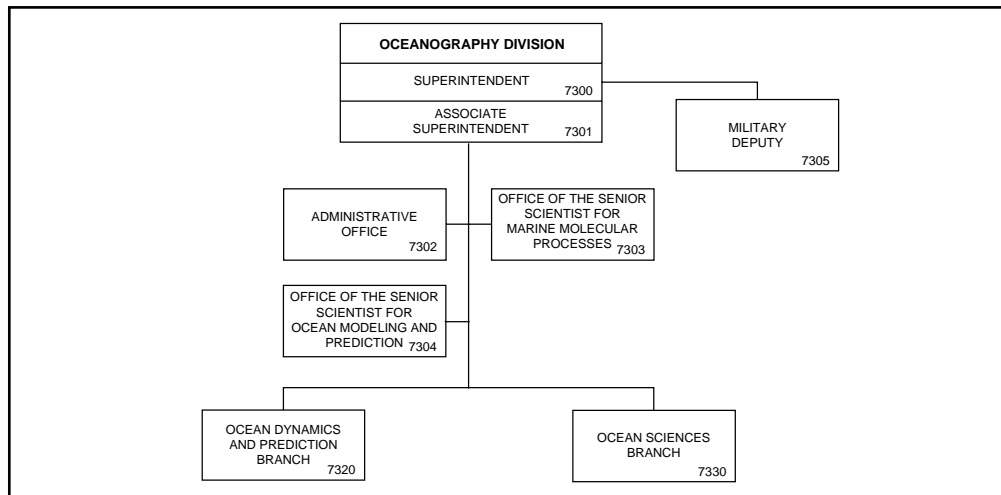 OCEANOGRAPHY DIVISION
SUPERINTENDENT
7300
ASSOCIATE
SUPERINTENDENT
7301
MILITARY
DEPUTY
7305
ADMINISTRATIVE
OFFICE
7302
OFFICE OF THE SENIOR
SCIENTIST FOR
MARINE MOLECULAR
PROCESSES 7303
OFFICE OF THE SENIOR
SCIENTIST FOR
OCEAN MODELING AND
PREDICTION 7304
OCEAN DYNAMICS
AND PREDICTION
BRANCH
7320
OCEAN SCIENCES
BRANCH
7330